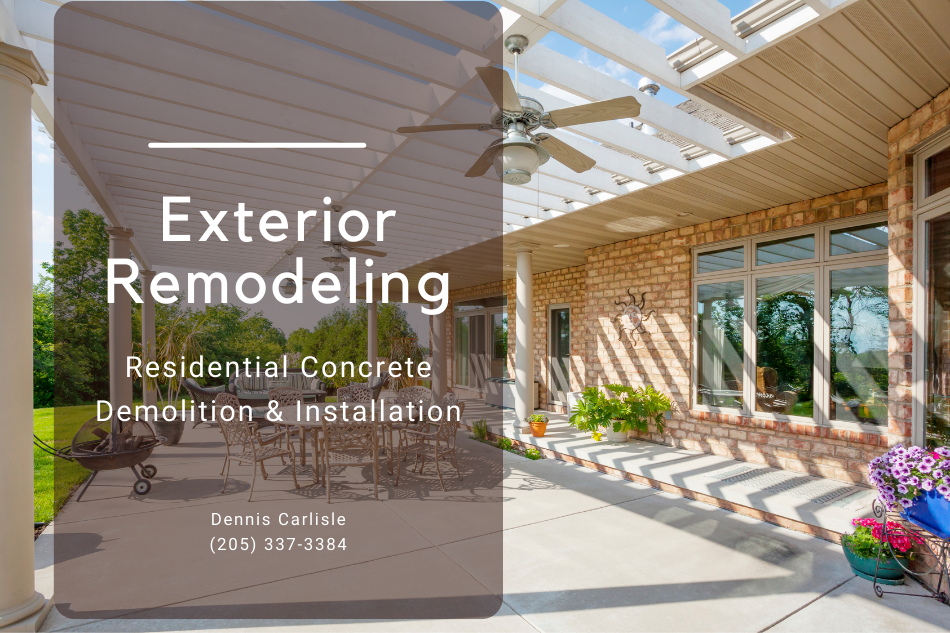 Exterior
Remodeling
Residential Concrete
Demolition & Installation
Dennis Carlisle
(205) 337-3384